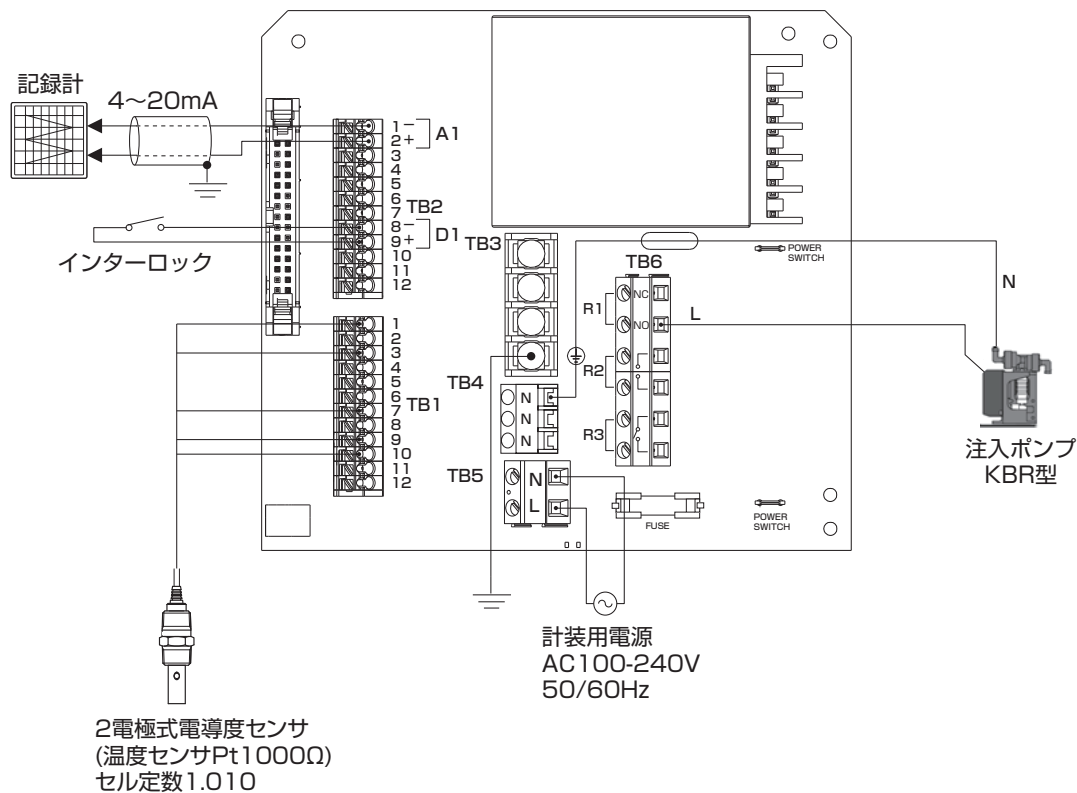 記録計
4～20mA
1 −
2 +
A1
3
4
5
6
7
TB2
8 −
9 +
D1
10
11
12
インターロック
1
2
3
4
5
6
7
TB1
8
9
10
11
12
TB3
TB4
N
N
N
TB5
N
L
TB6
R1
NC
NO
R2
R3
L
N
POWER
SWITCH
FUSE
POWER
SWITCH
注入ポンプ
KBR型
計装用電源
AC100-240V
50/60Hz
2電極式電導度センサ
(温度センサPt1000Ω)
セル定数1.010